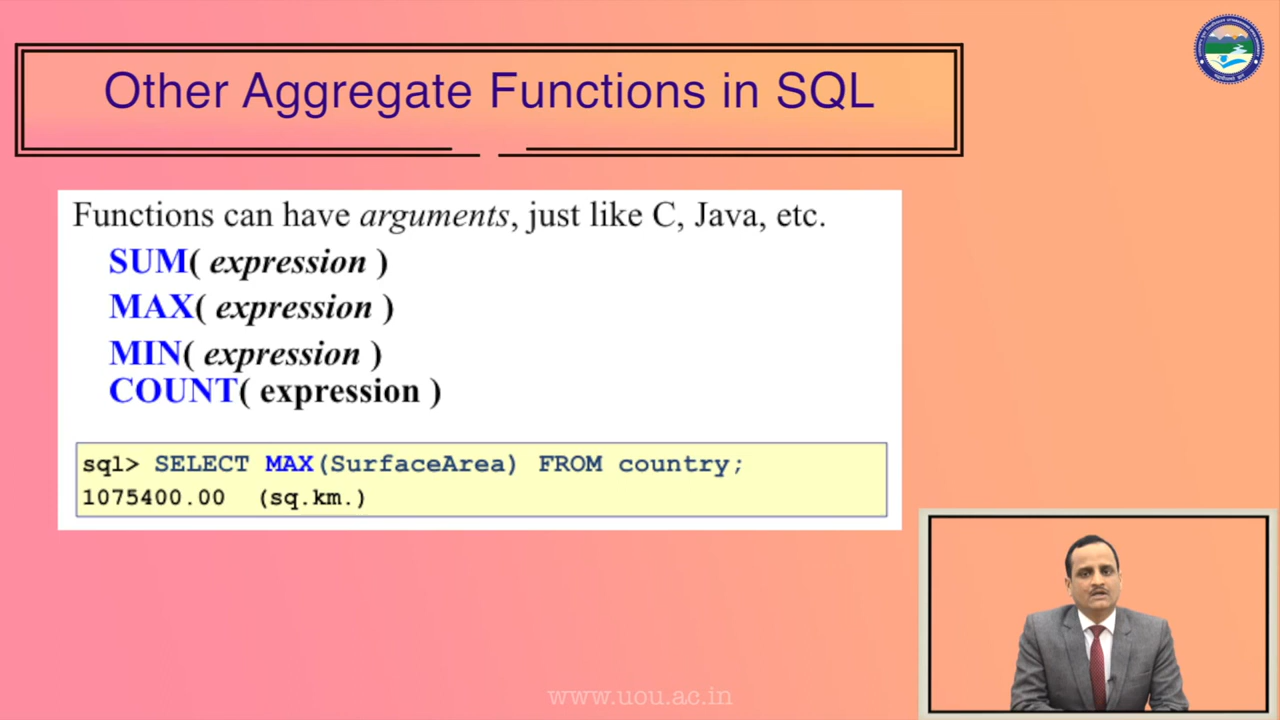 Other Aggregate Functions in SQL
Functions can have arguments, just like C, Java, etc.
SUM( expression )
MAX( expression )
MIN( expression )
COUNT( expression )
sql> SELECT MAX(SurfaceArea) FROM country;
1075400.00 (sq.km.)
www.uou.ac.in